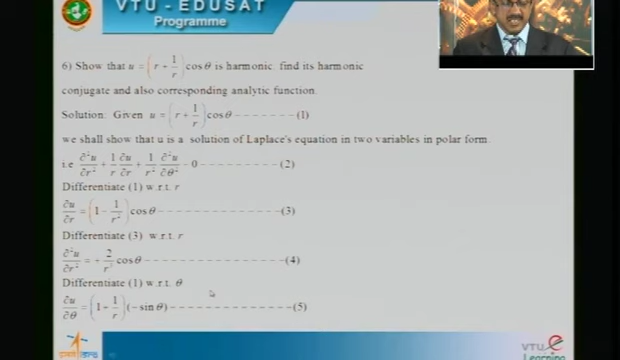 VTU - EDUSAT
Programme
6) Show that u = (r + 1/r) cos θ is harmonic. find its harmonic
conjugate and also corresponding analytic function.
Solution: Given u = (r + 1/r) cos θ ------- (1)
we shall show that u is a solution of Laplace's equation in two variables in polar form.
i.e ∂²u/∂r² + 1/r ∂u/∂r + 1/r² ∂²u/∂θ² = 0 --------- (2)
Differentiate (1) w.r.t. r
∂u/∂r = (1 - 1/r²) cos θ --------------- (3)
Differentiate (3) w.r.t. r
∂²u/∂r² = + 2/r³ cos θ ---------------- (4)
Differentiate (1) w.r.t. θ
∂u/∂θ = (1 + 1/r)(-sin θ) -------------- (5)
VTU e